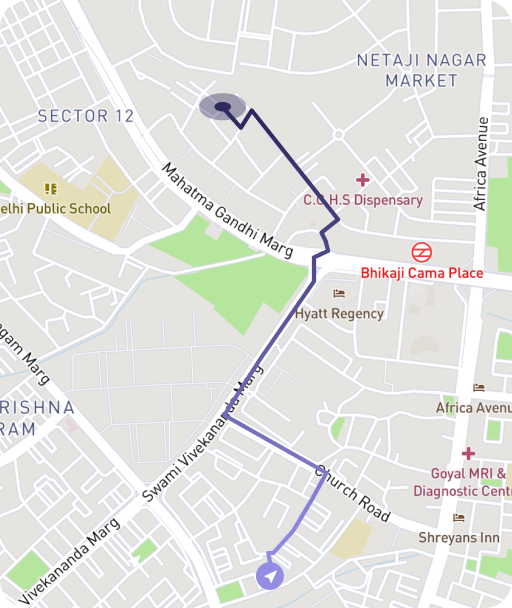 NETAJI NAGAR
MARKET
SECTOR 12
Africa Avenue
Mahatma Gandhi Marg
C.G.H.S Dispensary
elhi Public School
Bhikaji Cama Place
Hyatt Regency
egam Marg
Swami Vivekananda Marg
RISHNA
RAM
Africa Avenu
Church Road
Goyal MRI &
Diagnostic Cent
Shreyans Inn
Vivekananda Marg